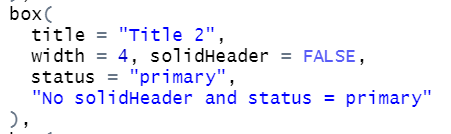 box(
title = "Title 2",
width = 4, solidHeader = FALSE,
status = "primary",
"No solidHeader and status = primary"
),